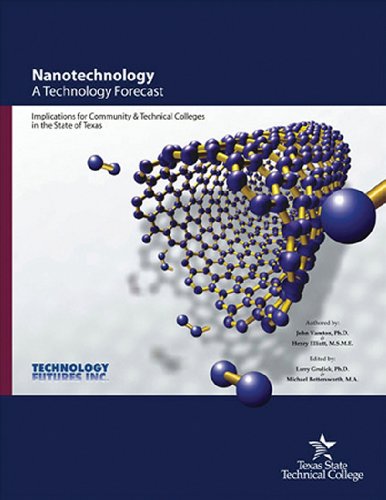 Nanotechnology
A Technology Forecast
Implications for Community & Technical Colleges
in the State of Texas
Authored by:
John Vanston, Ph.D.
&
Henry Elliott, M.S.M.E.
Edited by:
Larry Grulick, Ph.D.
&
Michael Bettersworth, M.A.
TECHNOLOGY
FUTURES INC.
Texas State
Technical College